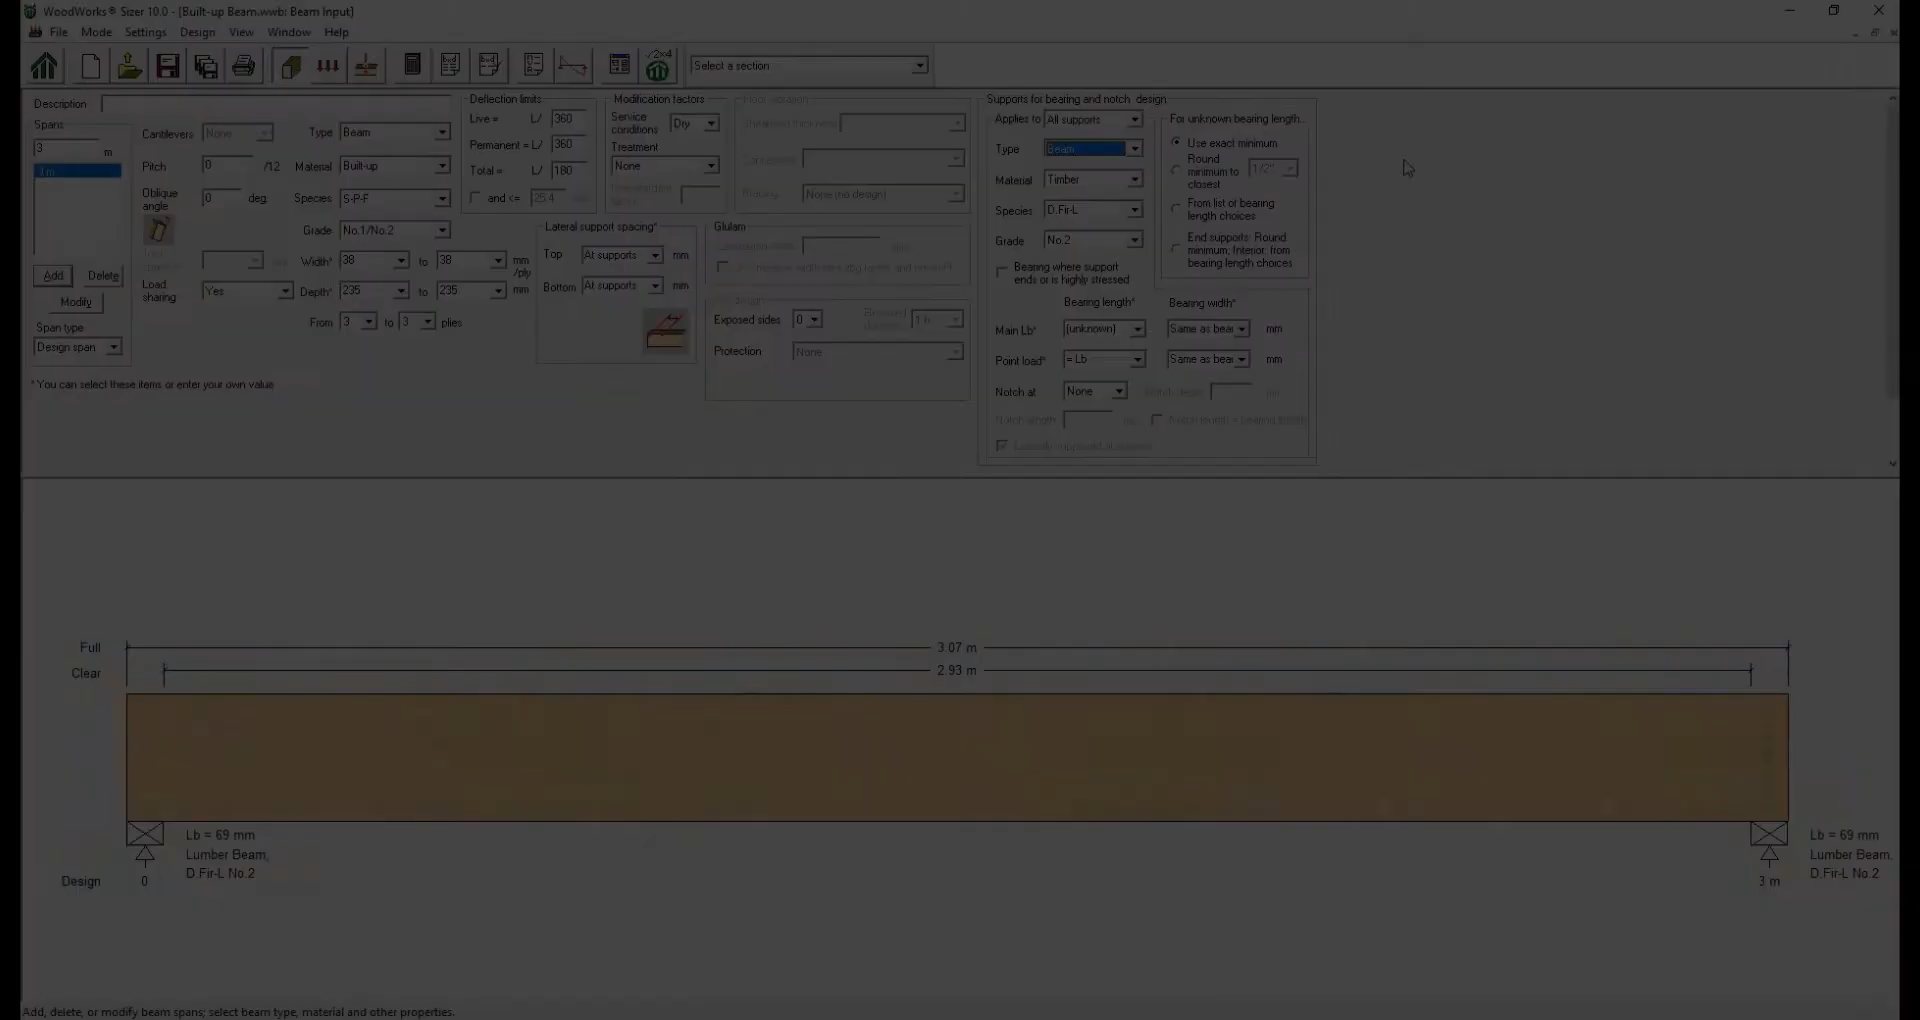 WoodWorks® Sizer 10.0 - [Built-up Beam.wwb: Beam Input]
File Mode Settings Design View Window Help
Select a section
Description
Spans
3 m
3 m
Add Delete
Modify
Span type
Design span
* You can select these items or enter your own value
Cantilevers None
Pitch 0 /12
Oblique angle 0 deg
Load sharing Yes
Type Beam
Material Built-up
Species S-P-F
Grade No.1/No.2
Width* 38 to 38 mm /ply
Depth* 235 to 235 mm
From 3 to 3 plies
Deflection limits
Live = L/ 360
Permanent = L/ 360
Total = L/ 180
and <= 25.4
Modification factors
Service conditions Dry
Treatment
None
Lateral support spacing*
Top At supports mm
Bottom At supports mm
None (no design)
Glulam
Exposed sides 0
1 h
Protection None
Supports for bearing and notch design
Applies to All supports
Type Beam
Material Timber
Species D.Fir-L
Grade No.2
Bearing where support
ends or is highly stressed
For unknown bearing length...
Use exact minimum
Round
minimum to 1/2"
closest
From list of bearing
length choices
End supports: Round
minimum; Interior: from
bearing length choices
Bearing length* Bearing width*
Main Lb* (unknown) Same as beam mm
Point load* = Lb Same as beam mm
Notch at None
Full 3.07 m
Clear 2.93 m
Lb = 69 mm
Lumber Beam,
D.Fir-L No.2
Lb = 69 mm
Lumber Beam,
D.Fir-L No.2
Design 0 3 m
Add, delete, or modify beam spans; select beam type, material and other properties.